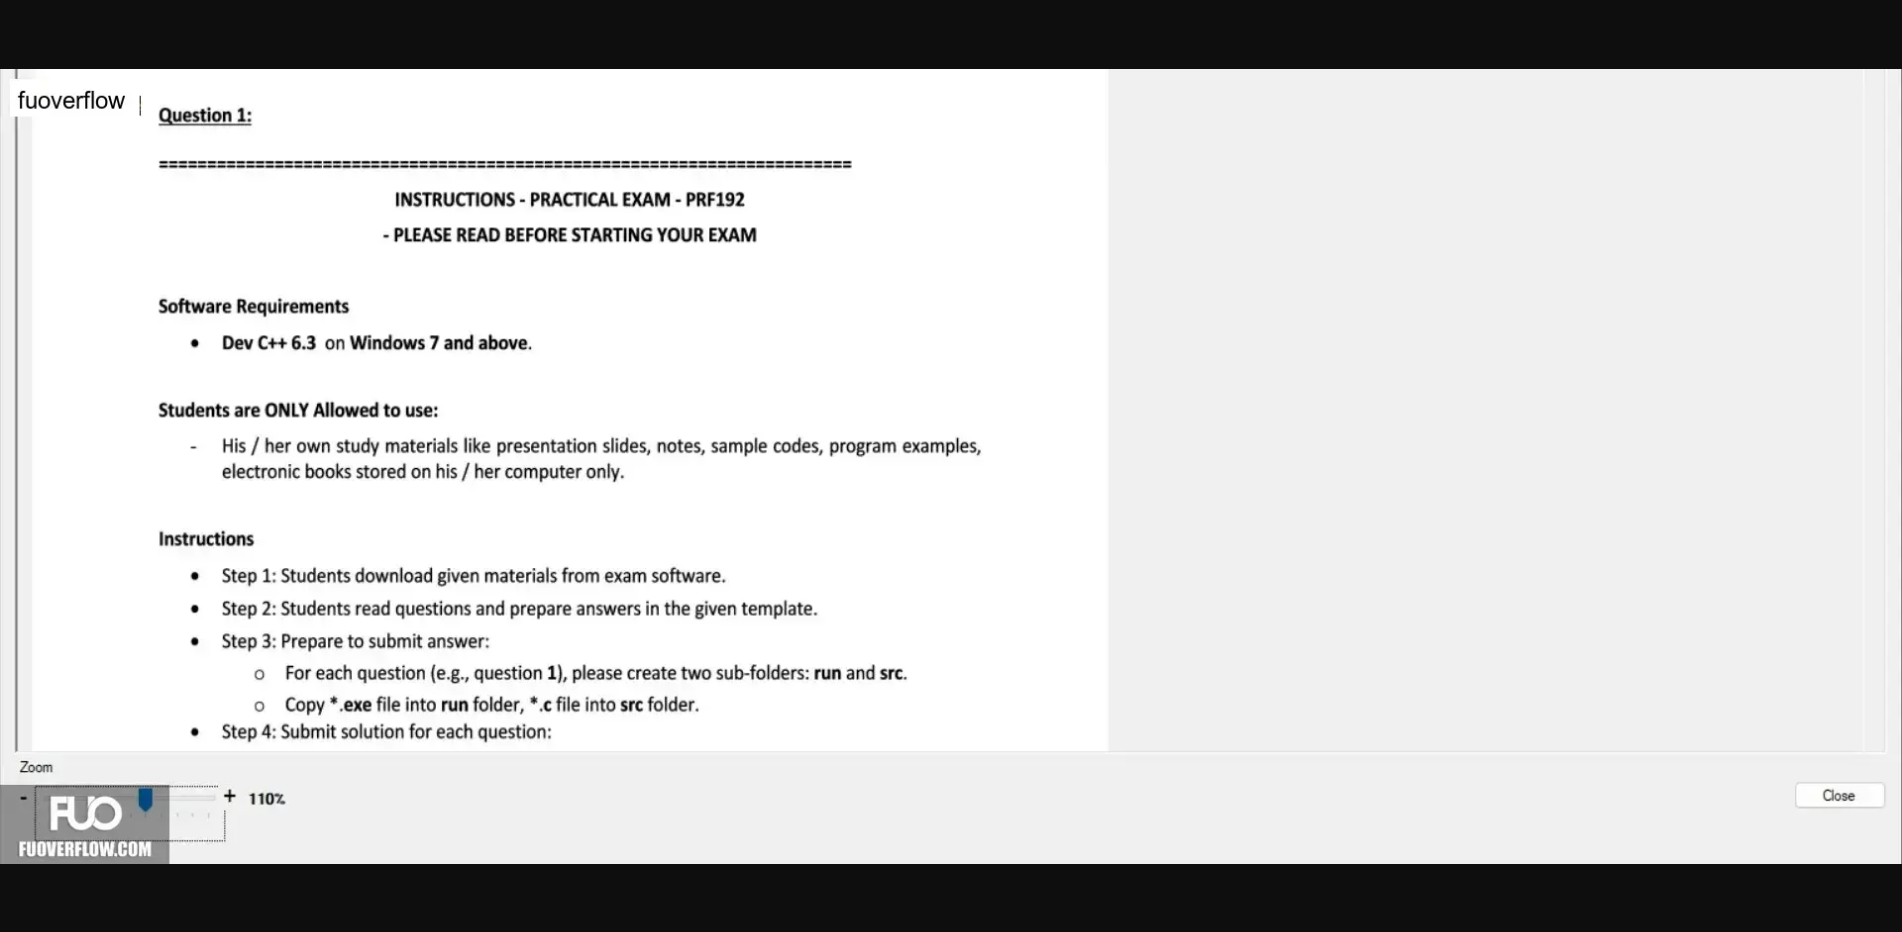 fuoverflow
Question 1:
========================================================================
INSTRUCTIONS - PRACTICAL EXAM - PRF192
- PLEASE READ BEFORE STARTING YOUR EXAM
Software Requirements
• Dev C++ 6.3 on Windows 7 and above.
Students are ONLY Allowed to use:
- His / her own study materials like presentation slides, notes, sample codes, program examples,
electronic books stored on his / her computer only.
Instructions
• Step 1: Students download given materials from exam software.
• Step 2: Students read questions and prepare answers in the given template.
• Step 3: Prepare to submit answer:
o For each question (e.g., question 1), please create two sub-folders: run and src.
o Copy *.exe file into run folder, *.c file into src folder.
• Step 4: Submit solution for each question:
Zoom
- + 110%
Close
FUO
FUOVERFLOW.COM